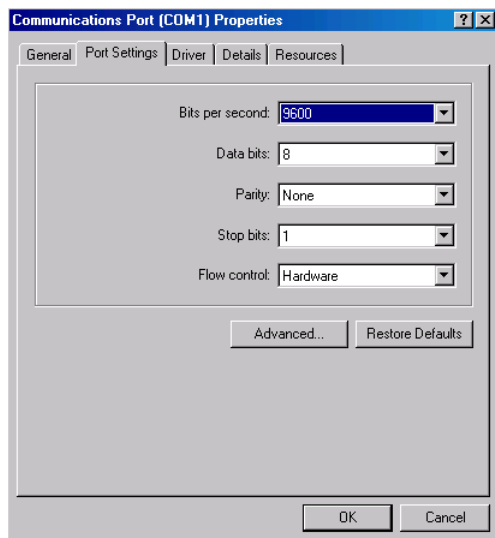 Communications Port (COM1) Properties
General Port Settings Driver Details Resources
Bits per second: 9600
Data bits: 8
Parity: None
Stop bits: 1
Flow control: Hardware
Advanced... Restore Defaults
OK Cancel